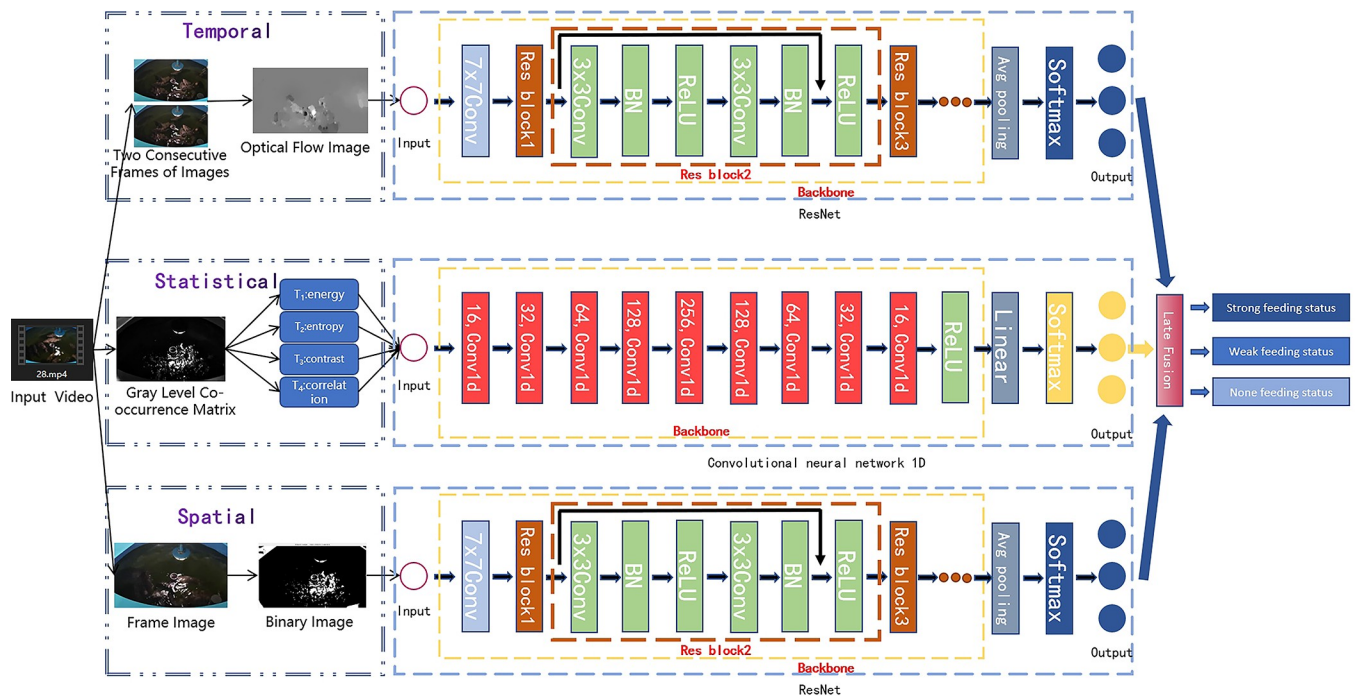 Temporal
Two Consecutive
Frames of Images
Optical Flow Image
Input
7x7Conv
Res block1
3x3Conv
BN
ReLU
3x3Conv
BN
ReLU
Res block3
Avg pooling
Softmax
Output
Res block2
Backbone
ResNet
28.mp4
Input Video
Statistical
Gray Level Co-
occurrence Matrix
T1:energy
T2:entropy
T3:contrast
T4:correlat
ion
Input
16, Conv1d
32, Conv1d
64, Conv1d
128, Conv1d
256, Conv1d
128, Conv1d
64, Conv1d
32, Conv1d
16, Conv1d
ReLU
Linear
Softmax
Output
Backbone
Convolutional neural network 1D
Late Fusion
Strong feeding status
Weak feeding status
None feeding status
Spatial
Frame Image
Binary Image
Input
7x7Conv
Res block1
3x3Conv
BN
ReLU
3x3Conv
BN
ReLU
Res block3
Avg pooling
Softmax
Output
Res block2
Backbone
ResNet